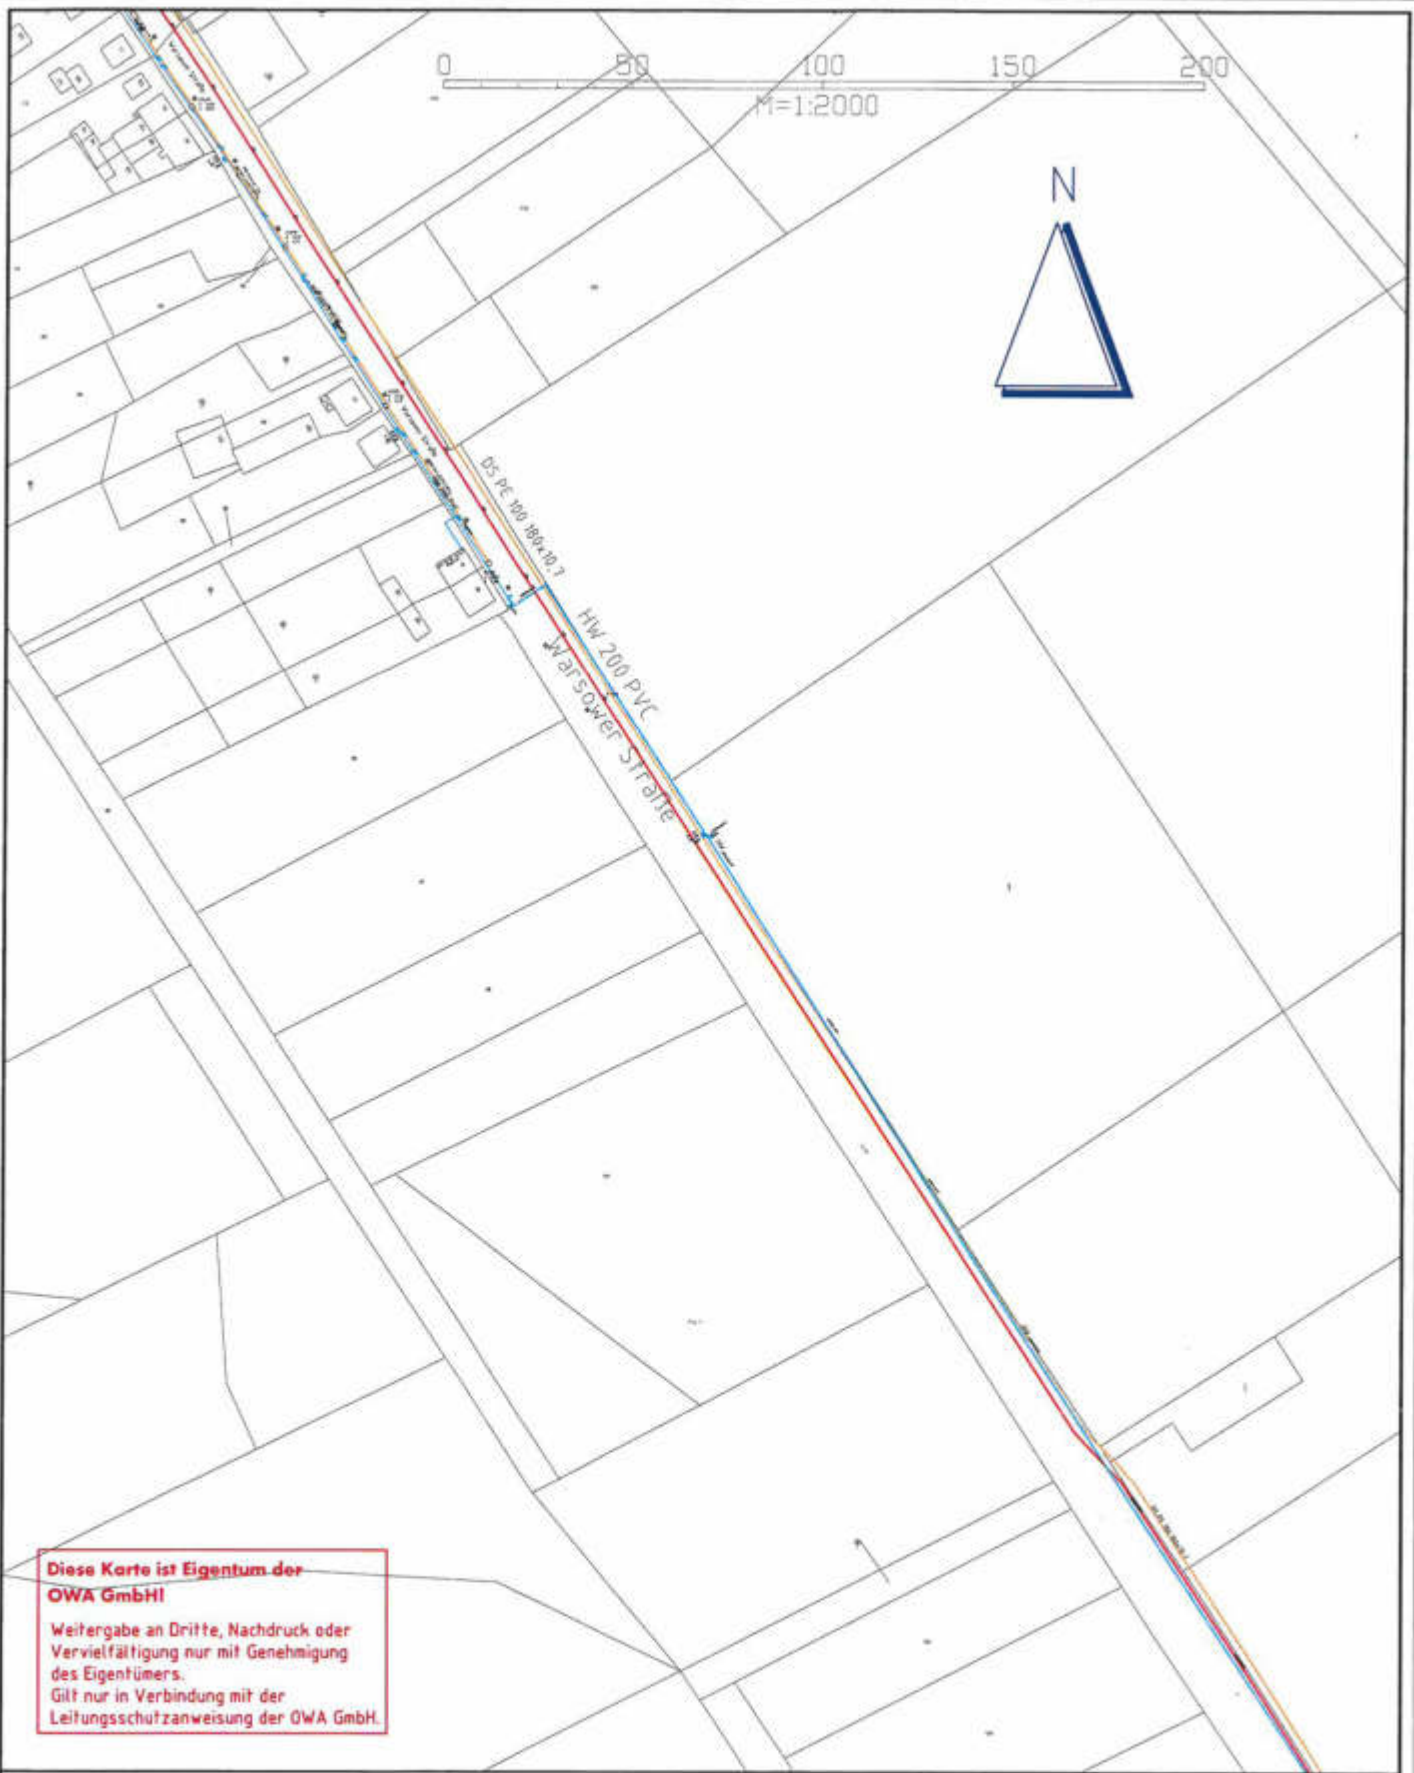 0 50 100 150 200
M=1:2000
N
DS PE 100 180x10.7
HW 200 PVC
Warsower Straße
Diese Karte ist Eigentum der
OWA GmbH!
Weitergabe an Dritte, Nachdruck oder
Vervielfältigung nur mit Genehmigung
des Eigentümers.
Gilt nur in Verbindung mit der
Leitungsschutzanweisung der OWA GmbH.